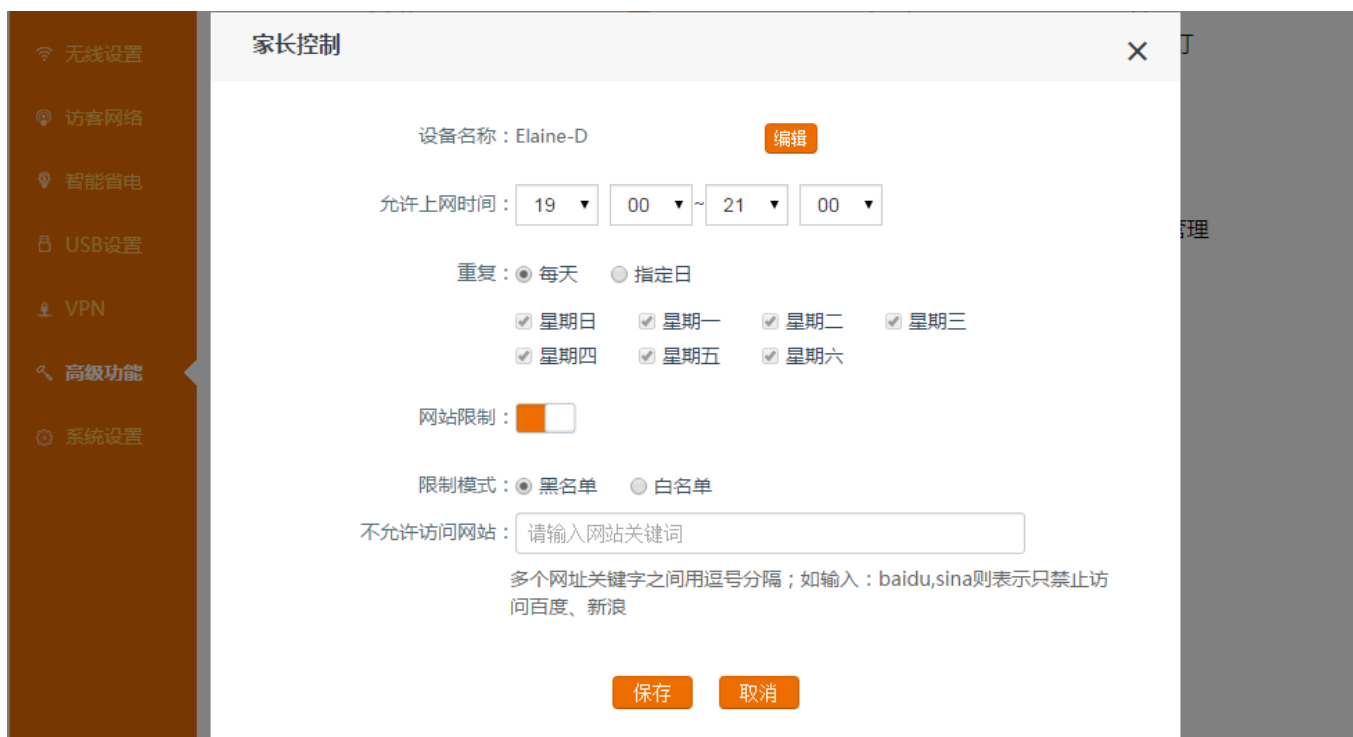 家长控制
无线设置
访客网络
智能省电
USB设置
VPN
高级功能
系统设置
设备名称：Elaine-D 编辑
允许上网时间： 19 00 ~ 21 00
重复： 每天 指定日
星期日 星期一 星期二 星期三
星期四 星期五 星期六
网站限制：
限制模式： 黑名单 白名单
不允许访问网站： 请输入网站关键词
多个网址关键字之间用逗号分隔；如输入：baidu,sina则表示只禁止访
问百度、新浪
保存 取消
理